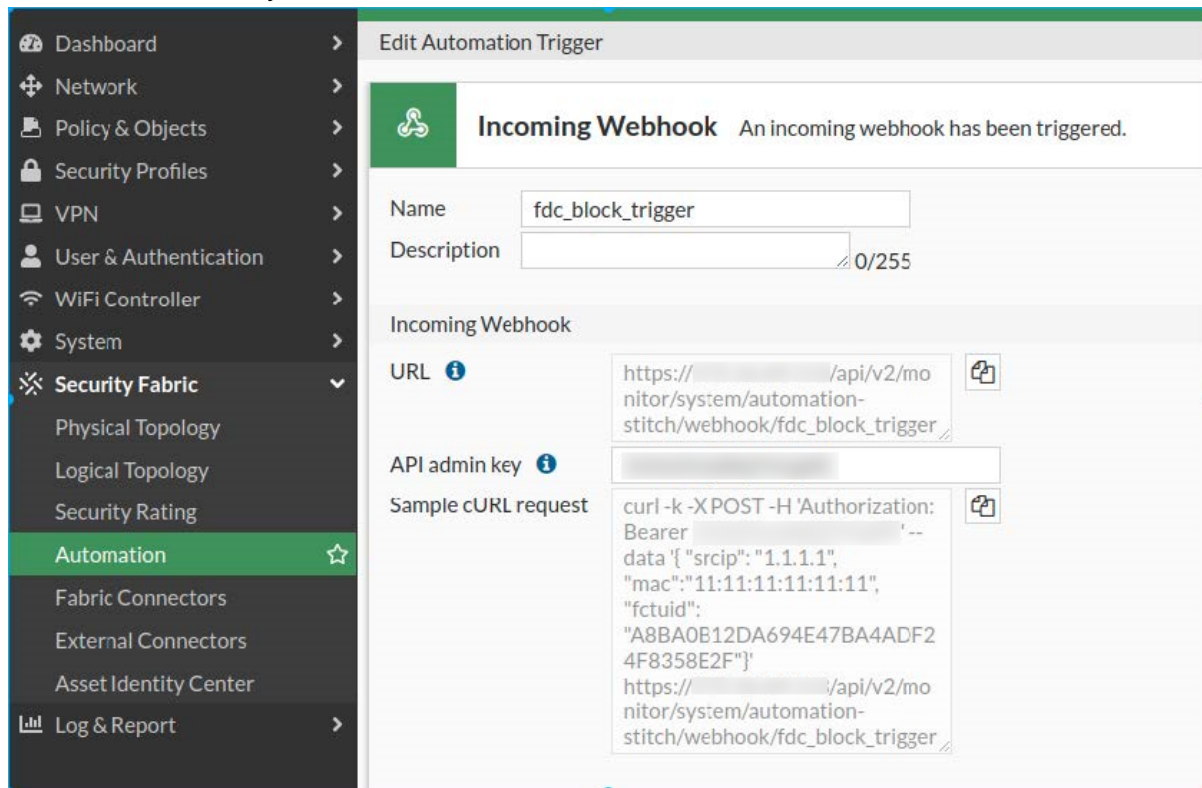 Dashboard
Network
Policy & Objects
Security Profiles
VPN
User & Authentication
WiFi Controller
System
Security Fabric
Physical Topology
Logical Topology
Security Rating
Automation
Fabric Connectors
External Connectors
Asset Identity Center
Log & Report
Edit Automation Trigger
Incoming Webhook An incoming webhook has been triggered.
Name fdc_block_trigger
Description 0/255
Incoming Webhook
URL
https:// /api/v2/mo
nitor/system/automation-
stitch/webhook/fdc_block_trigger
API admin key
Sample cURL request
curl -k -X POST -H 'Authorization:
Bearer ' --
data '{ "srcip": "1.1.1.1",
"mac":"11:11:11:11:11:11",
"fctuid":
"A8BA0B12DA694E47BA4ADF2
4F8358E2F"}'
https:// /api/v2/mo
nitor/system/automation-
stitch/webhook/fdc_block_trigger